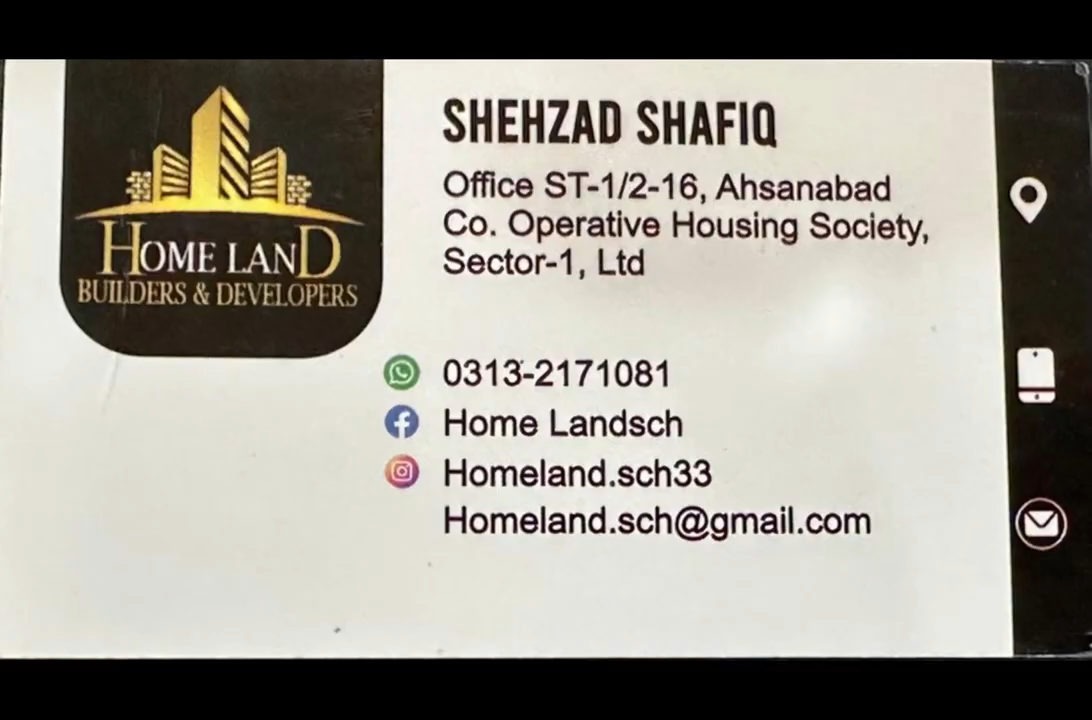 HOME LAND
BUILDERS & DEVELOPERS
SHEHZAD SHAFIQ
Office ST-1/2-16, Ahsanabad
Co. Operative Housing Society,
Sector-1, Ltd
0313-2171081
Home Landsch
Homeland.sch33
Homeland.sch@gmail.com